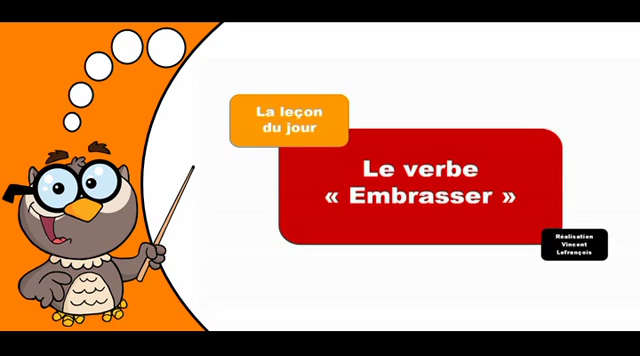 La leçon
du jour
Le verbe
« Embrasser »
Réalisation
Vincent
Lefrançois